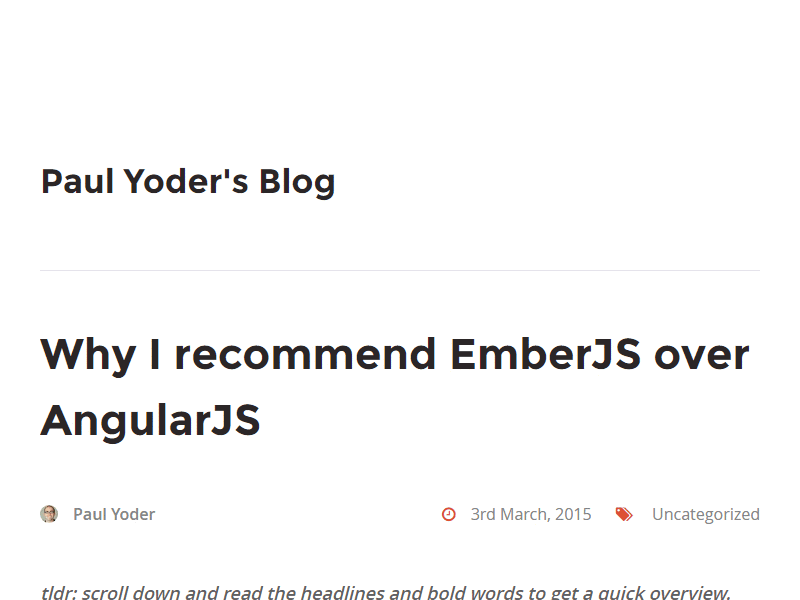 Paul Yoder's Blog
Why I recommend EmberJS over
AngularJS
Paul Yoder 3rd March, 2015 Uncategorized
tldr: scroll down and read the headlines and bold words to get a quick overview.